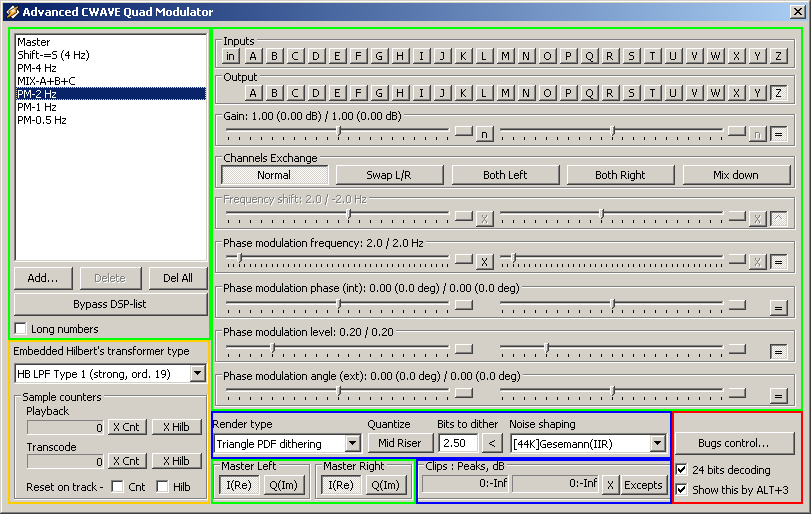 Advanced CWAVE Quad Modulator
Master
Shift-=S (4 Hz)
PM-4 Hz
MIX-A+B+C
PM-2 Hz
PM-1 Hz
PM-0.5 Hz
Add... Delete Del All
Bypass DSP-list
Long numbers
Embedded Hilbert's transformer type
HB LPF Type 1 (strong, ord. 19)
Sample counters
Playback
0 X Cnt X Hilb
Transcode
0 X Cnt X Hilb
Reset on track - Cnt Hilb
Inputs
in A B C D E F G H I J K L M N O P Q R S T U V W X Y Z
Output
A B C D E F G H I J K L M N O P Q R S T U V W X Y Z
Gain: 1.00 (0.00 dB) / 1.00 (0.00 dB)
n =
Channels Exchange
Normal Swap L/R Both Left Both Right Mix down
Frequency shift: 2.0 / -2.0 Hz
X X ^
Phase modulation frequency: 2.0 / 2.0 Hz
X X =
Phase modulation phase (int): 0.00 (0.0 deg) / 0.00 (0.0 deg)
=
Phase modulation level: 0.20 / 0.20
=
Phase modulation angle (ext): 0.00 (0.0 deg) / 0.00 (0.0 deg)
=
Render type Quantize Bits to dither Noise shaping
Triangle PDF dithering Mid Riser 2.50 < [44K]Gesemann(IIR)
Master Left Master Right Clips : Peaks, dB
I(Re) Q(Im) I(Re) Q(Im) 0:-Inf 0:-Inf X Excepts
Bugs control...
24 bits decoding
Show this by ALT+3